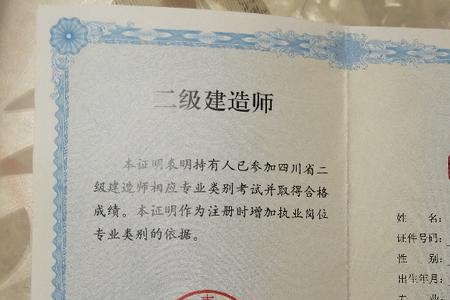 二级建造师
本证明表明持有人已参加四川省二
级建造师相应专业类别考试并取得合格
成绩。本证明作为注册时增加执业岗位
专业类别的依据。
姓 名:
证件号码:
性 别:
出生年月:
专 业